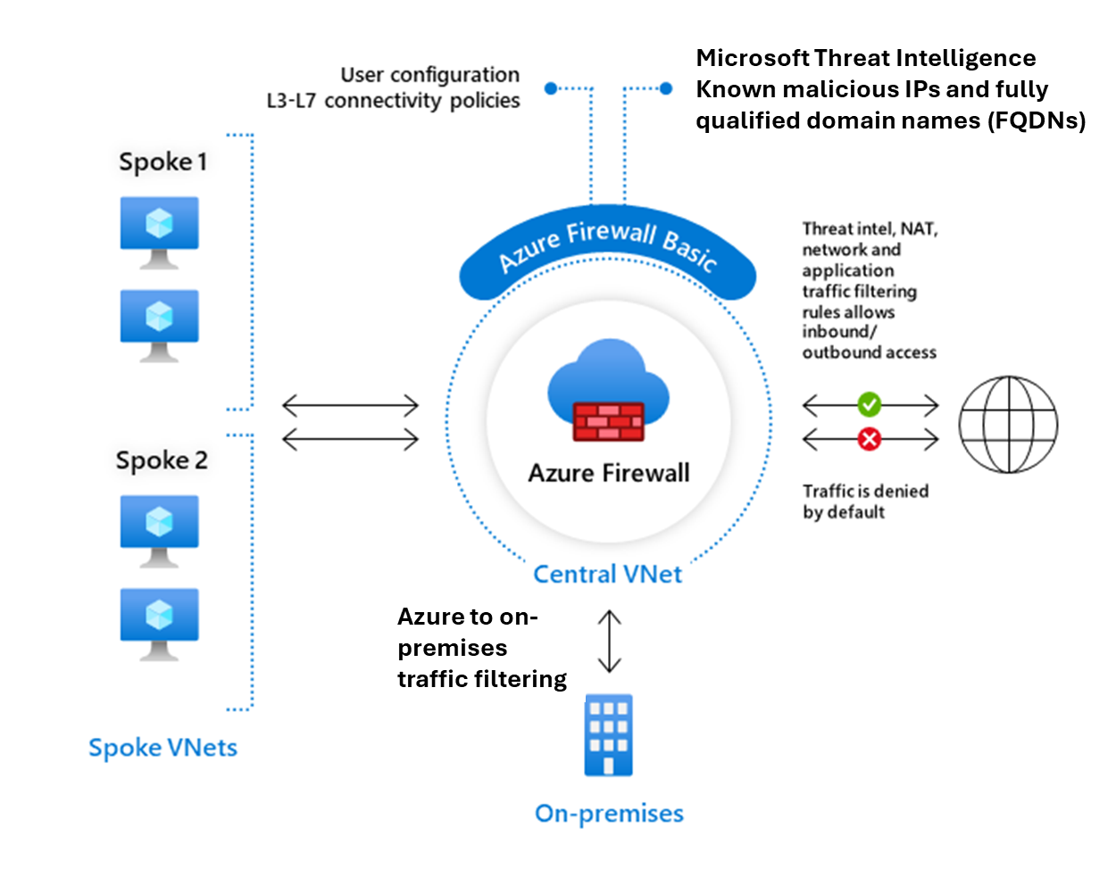 User configuration
L3-L7 connectivity policies
Microsoft Threat Intelligence
Known malicious IPs and fully
qualified domain names (FQDNs)
Spoke 1
Azure Firewall Basic
Threat intel, NAT,
network and
application
traffic filtering
rules allows
inbound/
outbound access
Spoke 2
Azure Firewall
Traffic is denied
by default
Central VNet
Azure to on-
premises
traffic filtering
Spoke VNets
On-premises